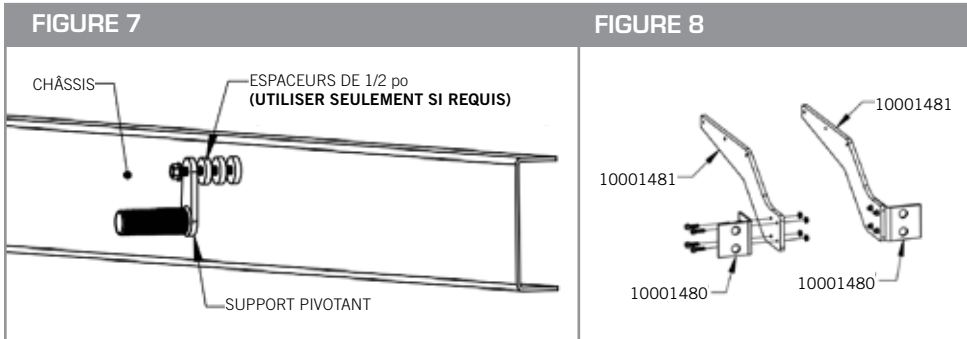 FIGURE 7
CHÂSSIS
ESPACEURS DE 1/2 po
(UTILISER SEULEMENT SI REQUIS)
SUPPORT PIVOTANT
FIGURE 8
10001481
10001481
10001480
10001480